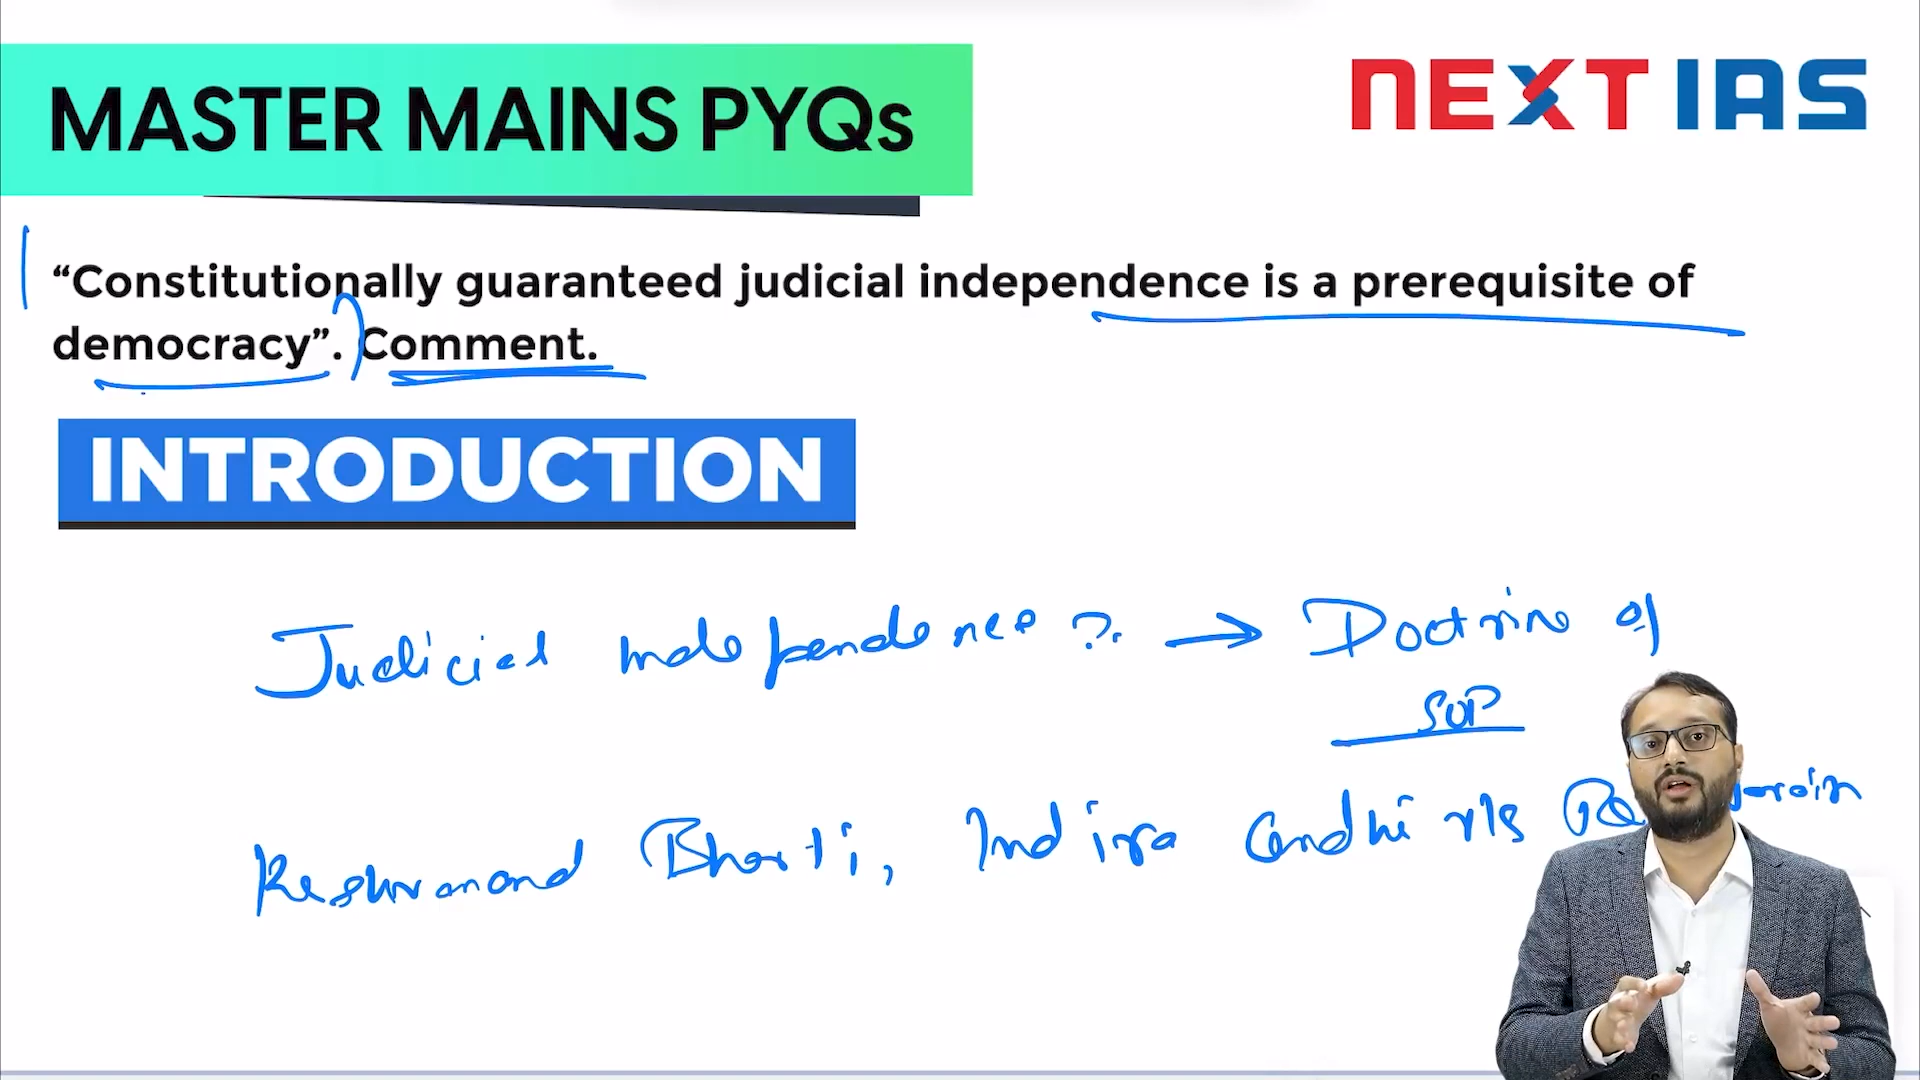 MASTER MAINS PYQs
NEXT IAS
“Constitutionally guaranteed judicial independence is a prerequisite of
democracy”. Comment.
INTRODUCTION
Judicial independence ? → Doctrine of
SOP
Keshvanand Bharti, Indira Gandhi v/s